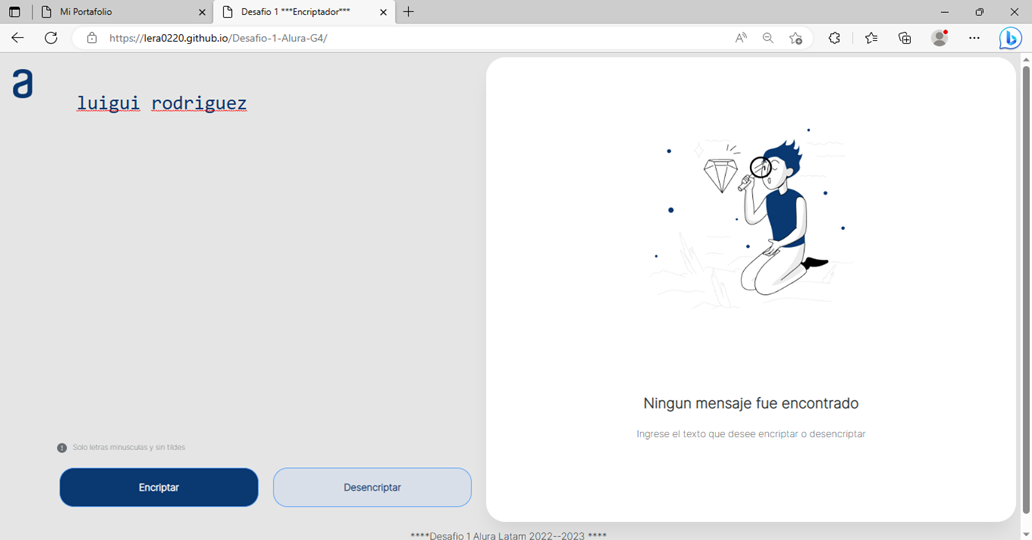 Mi Portafolio
Desafio 1 ***Encriptador***
https://lera0220.github.io/Desafio-1-Alura-G4/
a
luigui rodriguez
Ningun mensaje fue encontrado
Ingrese el texto que desee encriptar o desencriptar
Solo letras minusculas y sin tildes
Encriptar
Desencriptar
****Desafio 1 Alura Latam 2022--2023 ****